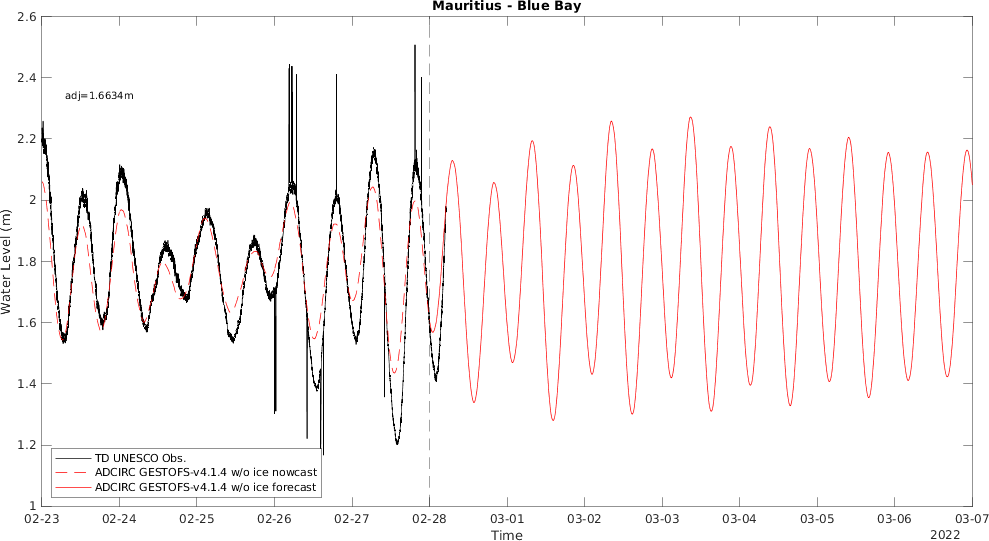 Mauritius - Blue Bay
2.6
2.4
adj=1.6634m
2.2
2
1.8
Water Level (m)
1.6
1.4
1.2
TD UNESCO Obs.
ADCIRC GESTOFS-v4.1.4 w/o ice nowcast
ADCIRC GESTOFS-v4.1.4 w/o ice forecast
1
02-23 02-24 02-25 02-26 02-27 02-28 03-01 03-02 03-03 03-04 03-05 03-06 03-07
Time
2022